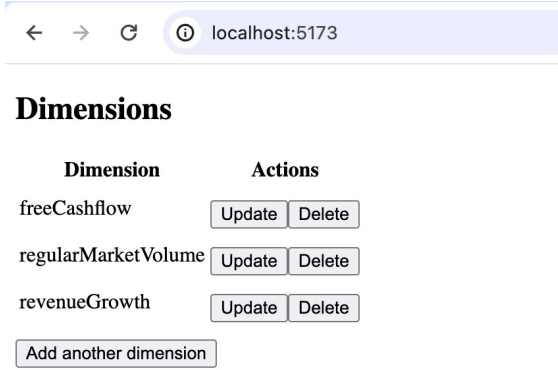 localhost:5173
Dimensions
Dimension Actions
freeCashflow Update Delete
regularMarketVolume Update Delete
revenueGrowth Update Delete
Add another dimension